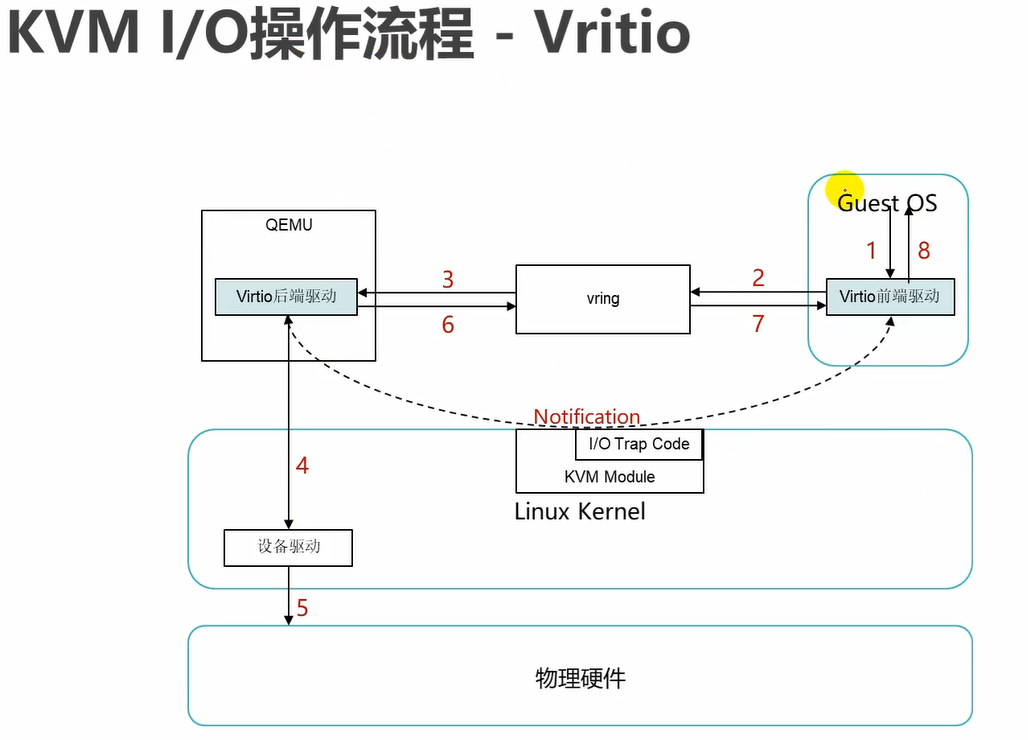 KVM I/O操作流程 - Vritio
Guest OS
QEMU
1
8
3
2
Virtio后端驱动
vring
Virtio前端驱动
6
7
Notification
I/O Trap Code
KVM Module
4
Linux Kernel
设备驱动
5
物理硬件